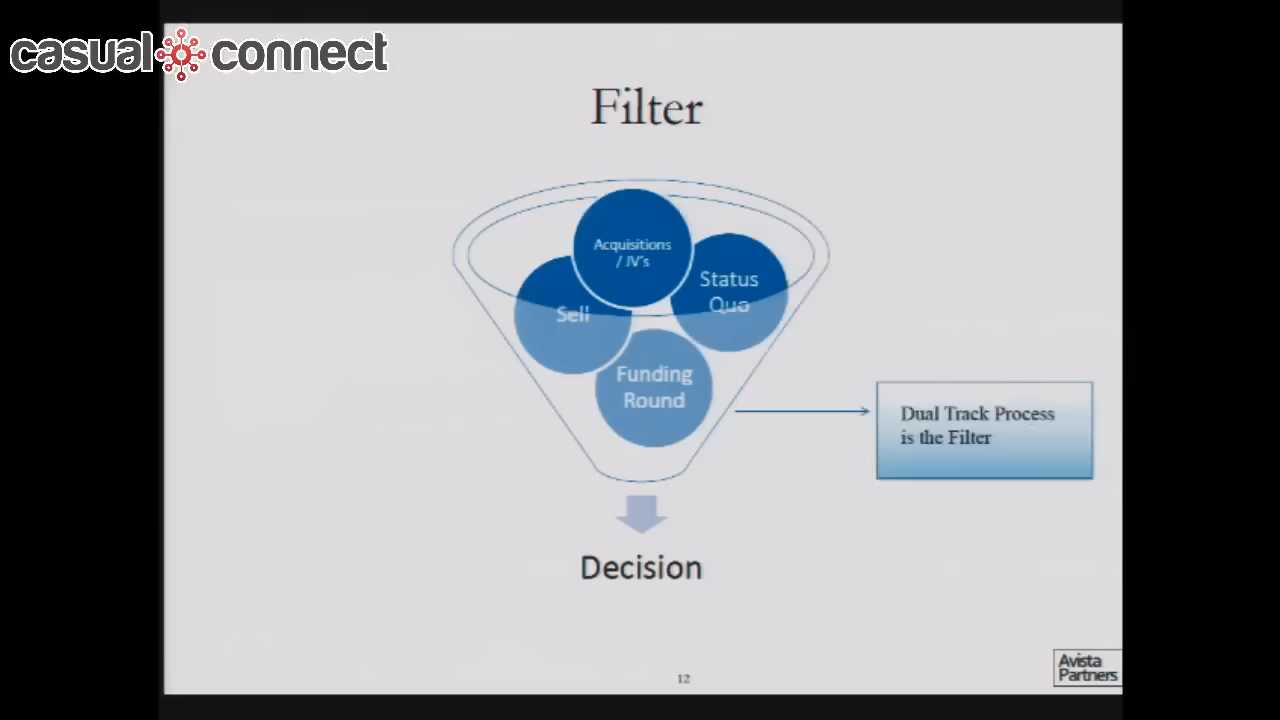 casual connect
Filter
Acquisitions
/ JV's
Status
Quo
Sell
Funding
Round
Dual Track Process
is the Filter
Decision
12
Avista
Partners